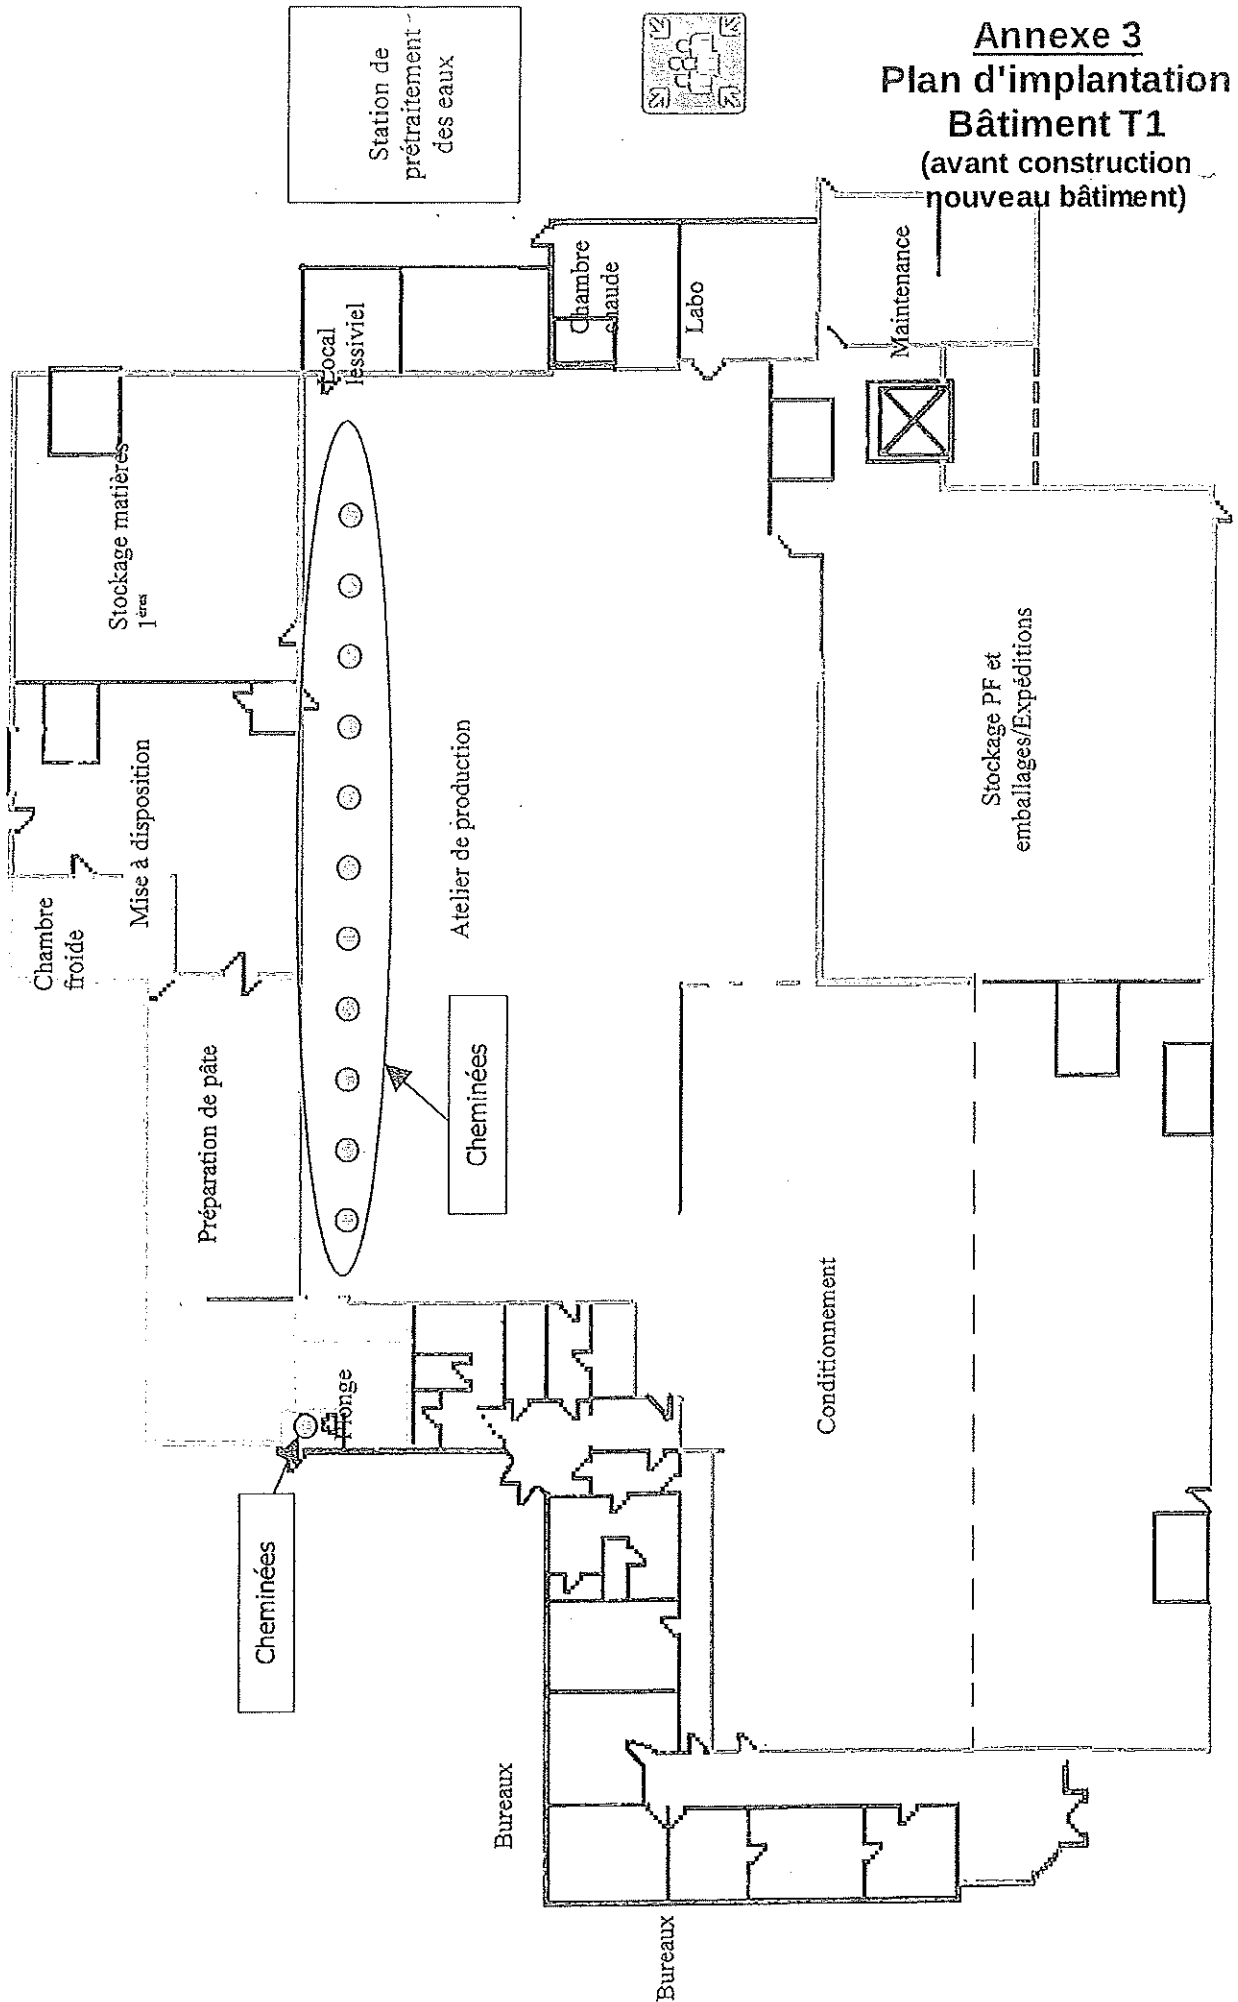 Annexe 3
Plan d'implantation
Bâtiment T1
(avant construction
nouveau bâtiment)
Station de
prétraitement
des eaux
Stockage matières
1ères
Local
lessiviel
Chambre
chaude
Labo
Maintenance
Mise à disposition
Chambre
froide
Atelier de production
Stockage PF et
emballages/Expéditions
Préparation de pâte
Cheminées
Plonge
Conditionnement
Cheminées
Bureaux
Bureaux